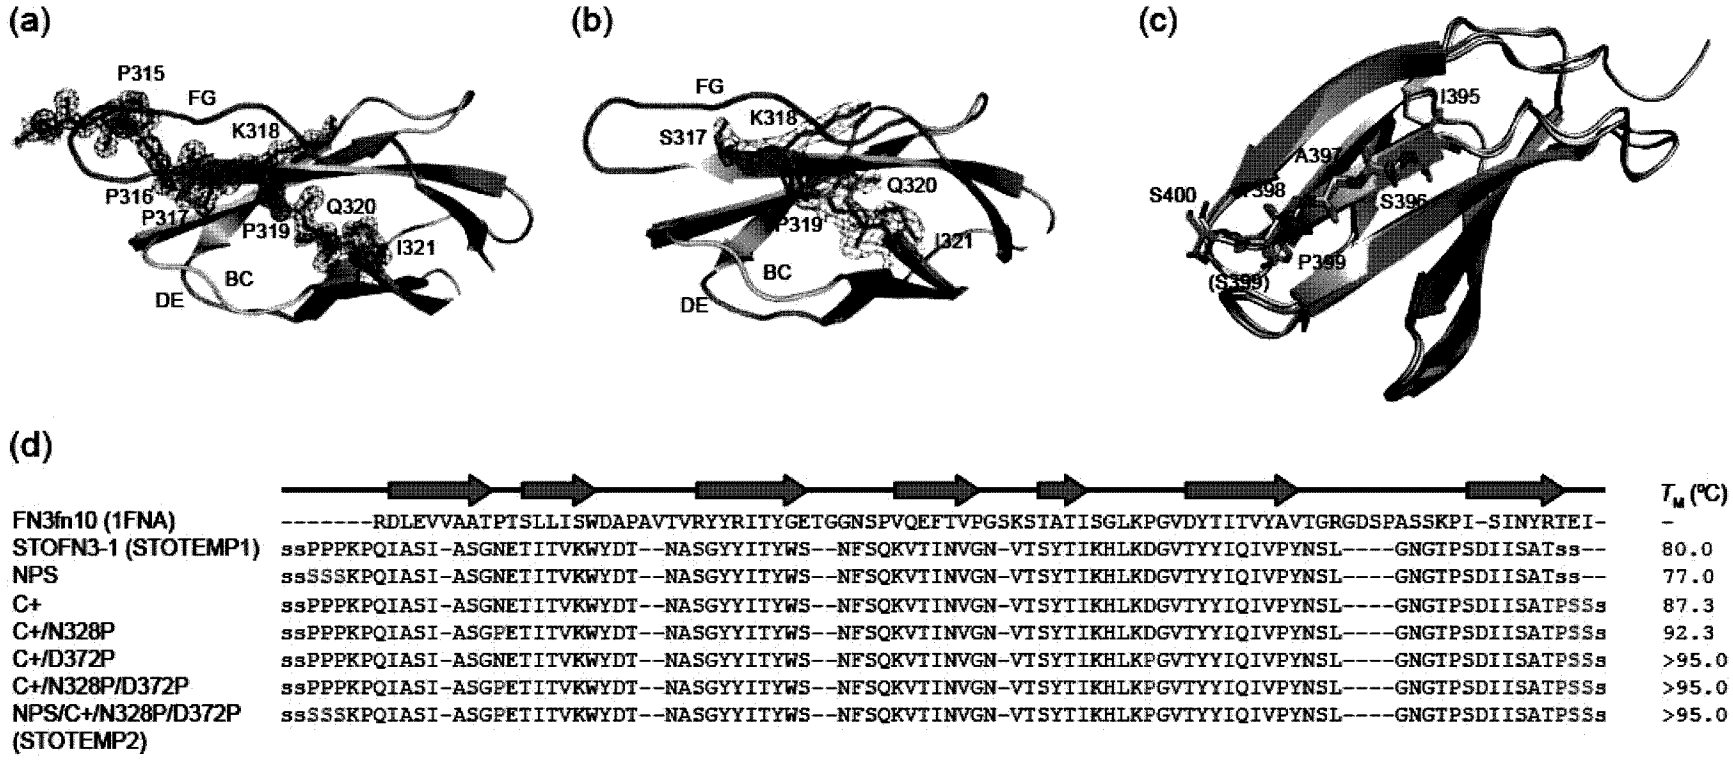 (a)
P315
FG
K318
P316
P317
P319
Q320
I321
BC
DE
(b)
FG
K318
S317
Q320
P319
I321
BC
DE
(c)
I395
A397
S400
P398
S396
P399
(S399)
(d)
TM (ºC)
FN3fn10 (1FNA) -------RDLEVVAATPTSLLISWDAPAVTVRYYRITYGETGGNSPVQEFTVPGSKSTATISGLKPGVDYTITVYAVTGRGDSPASSKPI-SINYRTEI- -
STOFN3-1 (STOTEMP1) ssPPPKPQIASI-ASGNETITVKWYDT--NASGYYITYWS--NFSQKVTINVGN-VTSYTIKHLKDGVTYYIQIVPYNSL----GNGTPSDIISATss-- 80.0
NPS ssSSSKPQIASI-ASGNETITVKWYDT--NASGYYITYWS--NFSQKVTINVGN-VTSYTIKHLKDGVTYYIQIVPYNSL----GNGTPSDIISATss-- 77.0
C+ ssPPPKPQIASI-ASGNETITVKWYDT--NASGYYITYWS--NFSQKVTINVGN-VTSYTIKHLKDGVTYYIQIVPYNSL----GNGTPSDIISATPSSs 87.3
C+/N328P ssPPPKPQIASI-ASGPETITVKWYDT--NASGYYITYWS--NFSQKVTINVGN-VTSYTIKHLKDGVTYYIQIVPYNSL----GNGTPSDIISATPSSs 92.3
C+/D372P ssPPPKPQIASI-ASGNETITVKWYDT--NASGYYITYWS--NFSQKVTINVGN-VTSYTIKHLKPGVTYYIQIVPYNSL----GNGTPSDIISATPSSs >95.0
C+/N328P/D372P ssPPPKPQIASI-ASGPETITVKWYDT--NASGYYITYWS--NFSQKVTINVGN-VTSYTIKHLKPGVTYYIQIVPYNSL----GNGTPSDIISATPSSs >95.0
NPS/C+/N328P/D372P ssSSSKPQIASI-ASGPETITVKWYDT--NASGYYITYWS--NFSQKVTINVGN-VTSYTIKHLKPGVTYYIQIVPYNSL----GNGTPSDIISATPSSs >95.0
(STOTEMP2)